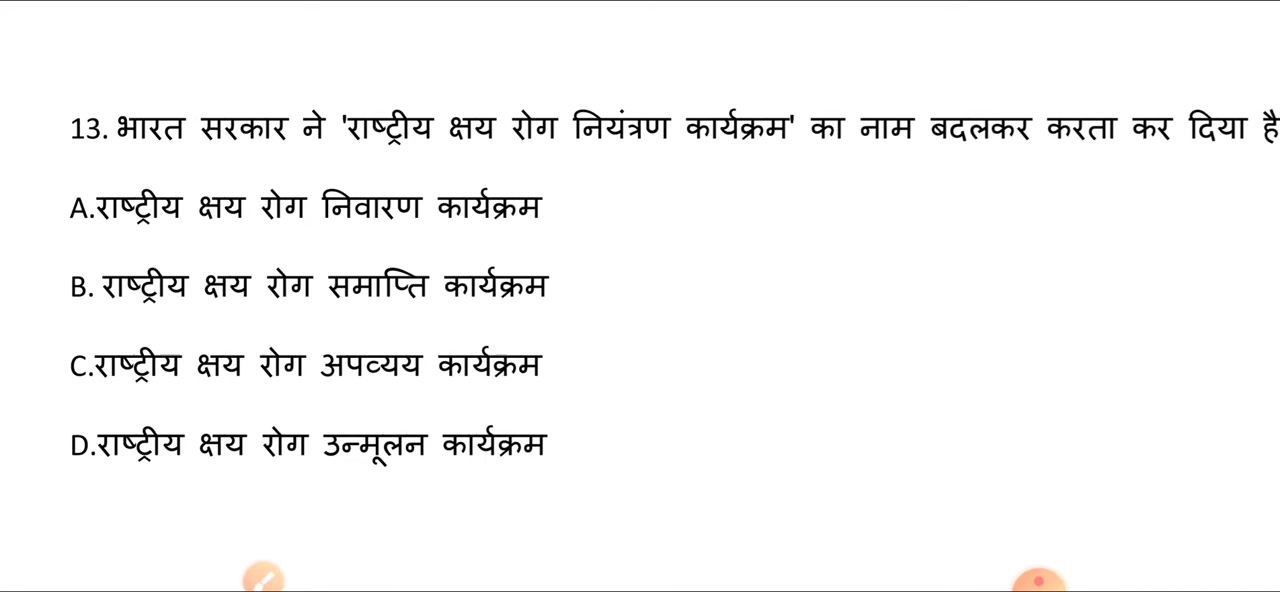 13. भारत सरकार ने 'राष्ट्रीय क्षय रोग नियंत्रण कार्यक्रम' का नाम बदलकर करता कर दिया है
A.राष्ट्रीय क्षय रोग निवारण कार्यक्रम
B. राष्ट्रीय क्षय रोग समाप्ति कार्यक्रम
C.राष्ट्रीय क्षय रोग अपव्यय कार्यक्रम
D.राष्ट्रीय क्षय रोग उन्मूलन कार्यक्रम